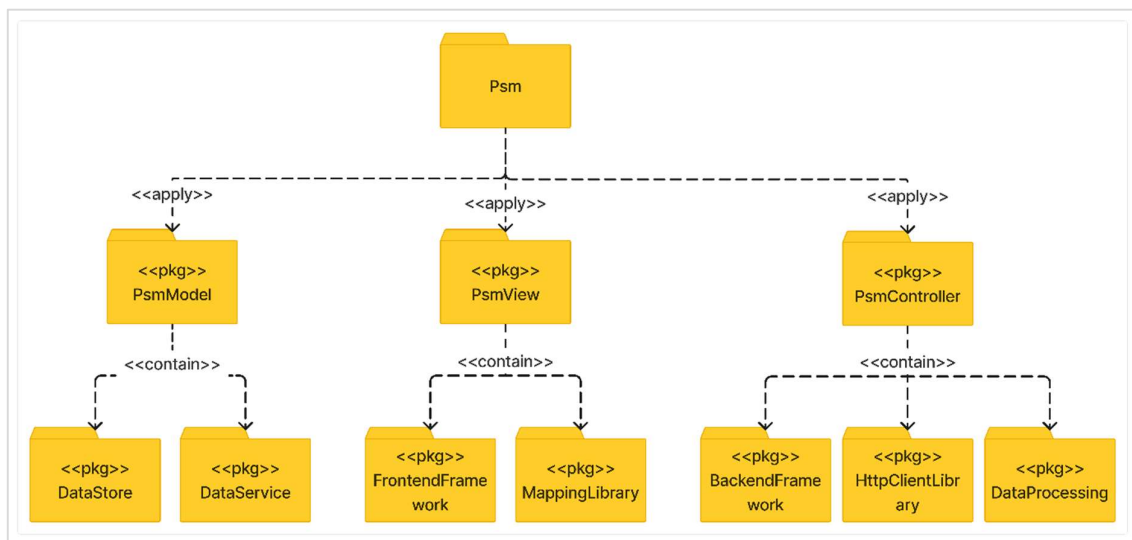 Psm
<<apply>>
<<apply>>
<<apply>>
<<pkg>>
PsmModel
<<pkg>>
PsmView
<<pkg>>
PsmController
<<contain>>
<<contain>>
<<contain>>
<<pkg>>
DataStore
<<pkg>>
DataService
<<pkg>>
FrontendFrame
work
<<pkg>>
MappingLibrary
<<pkg>>
BackendFrame
work
<<pkg>>
HttpClientLibr
ary
<<pkg>>
DataProcessing